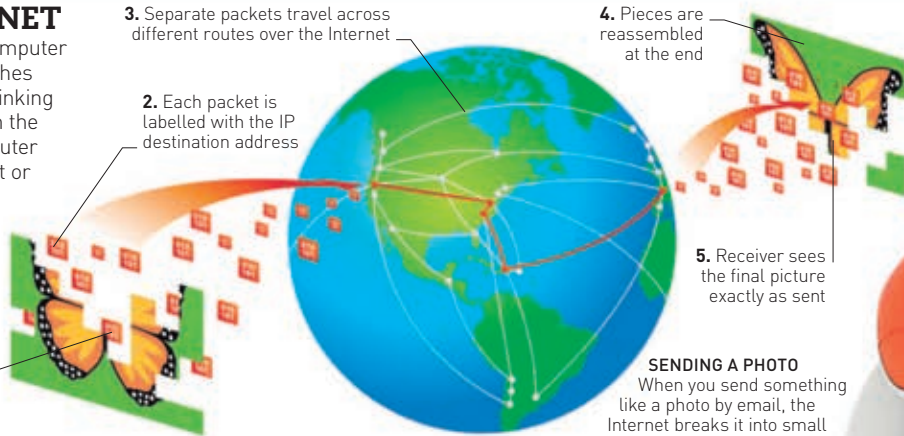 NET
omputer
hes
inking
n the
uter
t or
3. Separate packets travel across
different routes over the Internet
2. Each packet is
labelled with the IP
destination address
4. Pieces are
reassembled
at the end
5. Receiver sees
the final picture
exactly as sent
SENDING A PHOTO
When you send something
like a photo by email, the
Internet breaks it into small